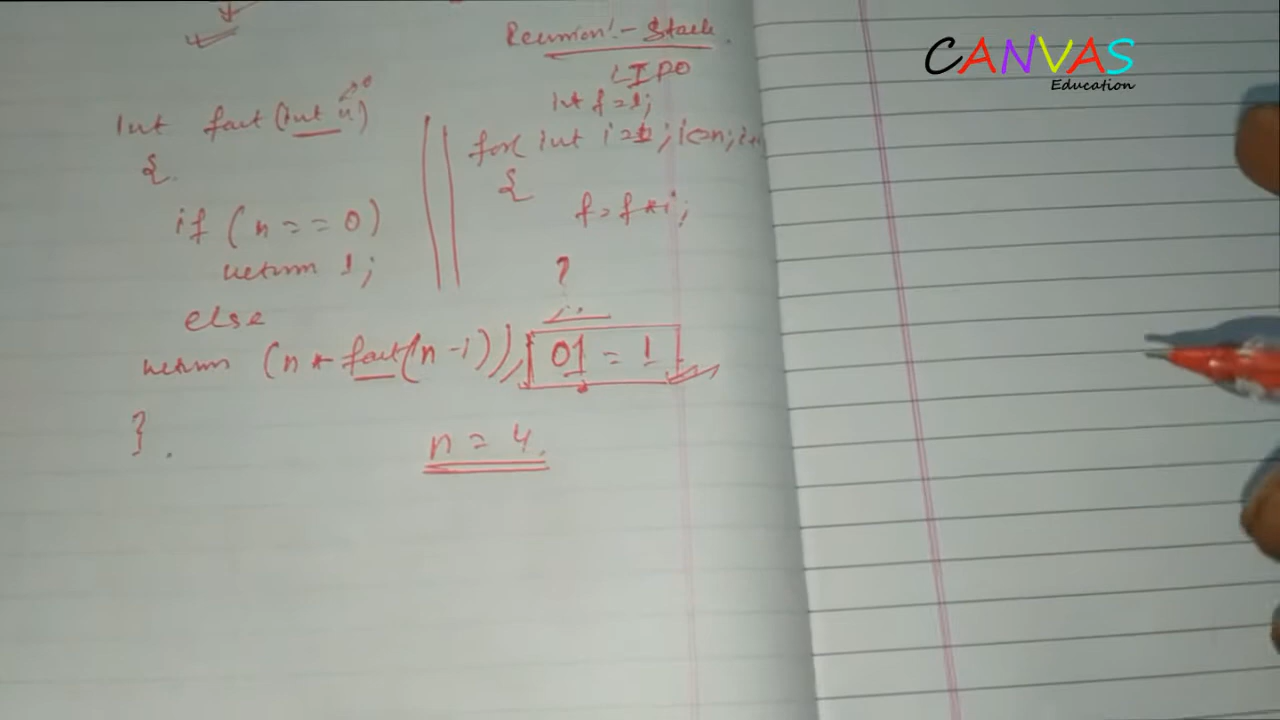 Recursion:- Stack.
LIFO
int fact (int n)
{
if (n == 0)
return 1;
else
return (n * fact(n-1));
}.
int f=1;
for( int i=1; i<=n; i++
{
f= f*i;
}
0! = 1
n = 4.
CANVAS
Education